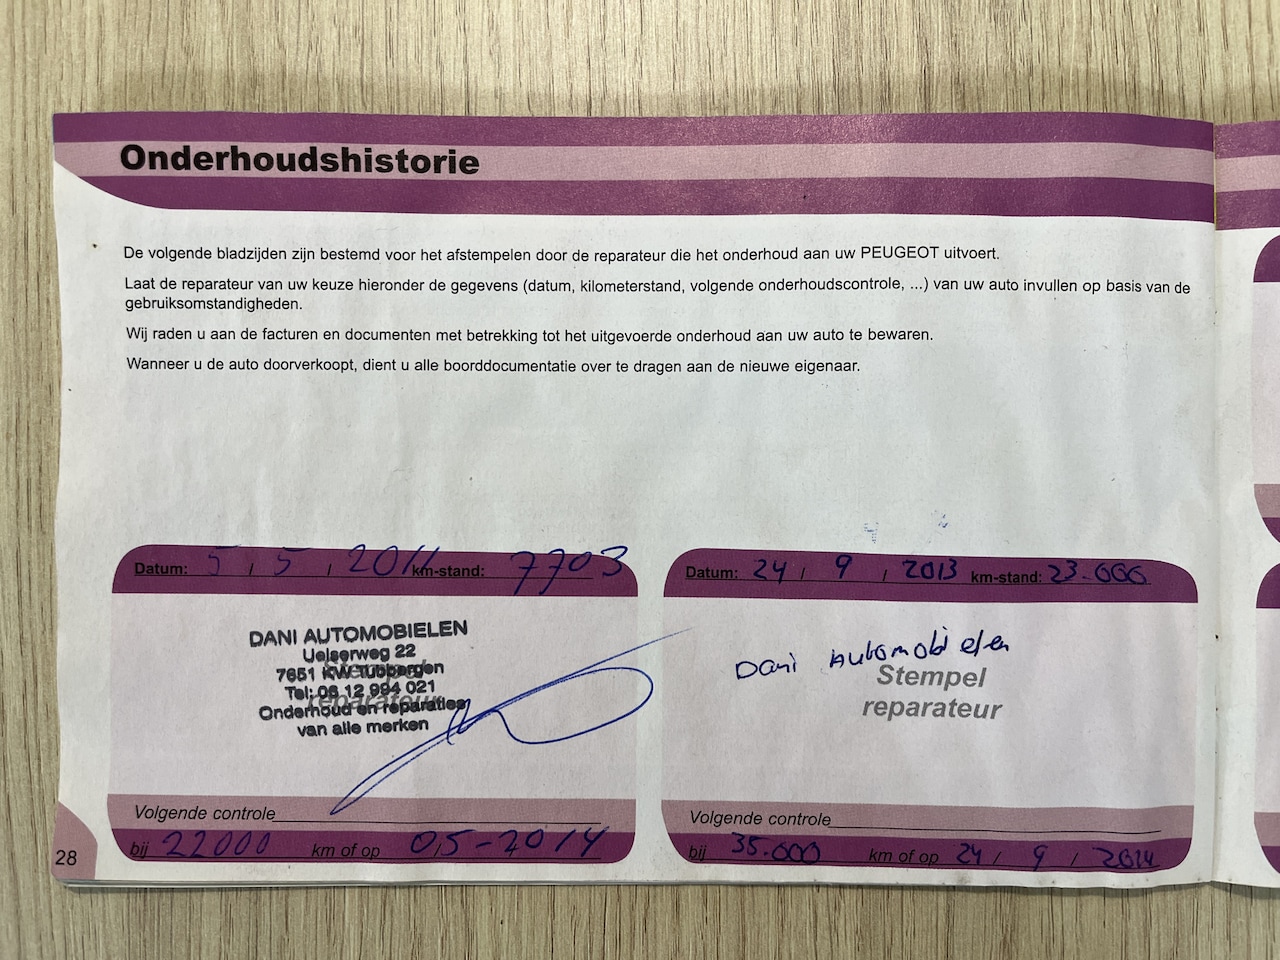 Onderhoudshistorie
De volgende bladzijden zijn bestemd voor het afstempelen door de reparateur die het onderhoud aan uw PEUGEOT uitvoert.
Laat de reparateur van uw keuze hieronder de gegevens (datum, kilometerstand, volgende onderhoudscontrole, ...) van uw auto invullen op basis van de
gebruiksomstandigheden.
Wij raden u aan de facturen en documenten met betrekking tot het uitgevoerde onderhoud aan uw auto te bewaren.
Wanneer u de auto doorverkoopt, dient u alle boorddocumentatie over te dragen aan de nieuwe eigenaar.
Datum: 5 / 5 / 2011 km-stand: 7703
DANI AUTOMOBIELEN
Uelserweg 22
7651 KW Tubbergen
Tel: 06 12 994 021
Onderhoud en reparaties
van alle merken
Stempel
reparateur
Volgende controle
bij 22000 km of op 05-2014
Datum: 24 / 9 / 2013 km-stand: 23.000
Dani Automobielen
Stempel
reparateur
Volgende controle
bij 35.000 km of op 24 / 9 / 2014
28